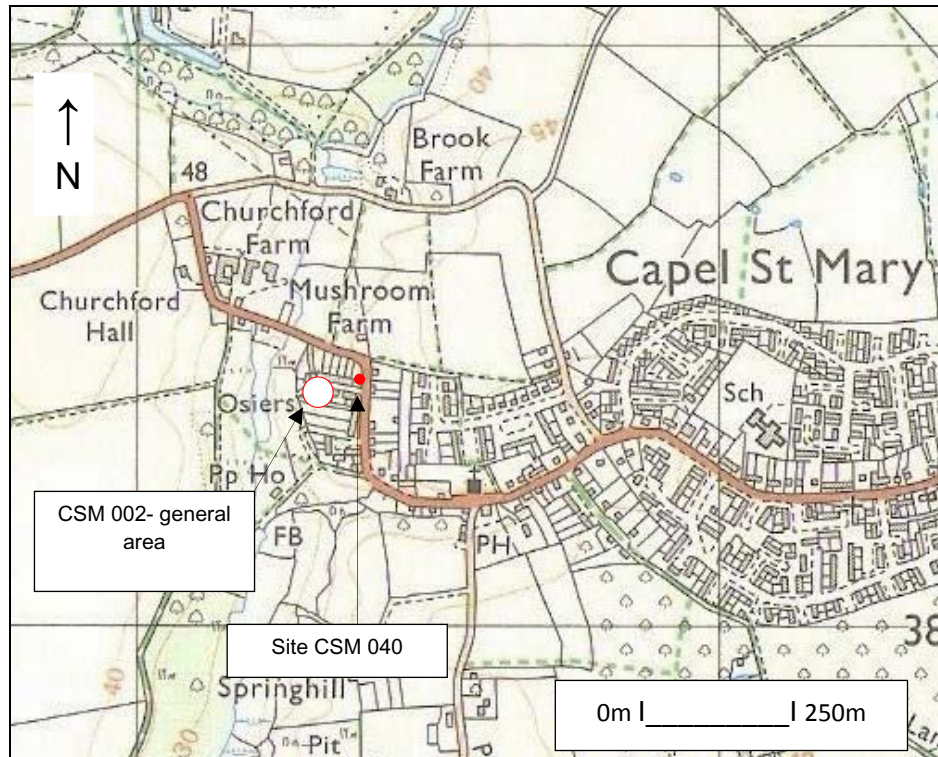 N
48
40
45
Brook
Farm
Churchford
Farm
Mushroom
Farm
Churchford
Hall
Capel St Mary
Sch
Osiers
Pp Ho
CSM 002- general
area
FB
PH
Site CSM 040
38
Springhill
Pit
40
30
0m I__________I 250m